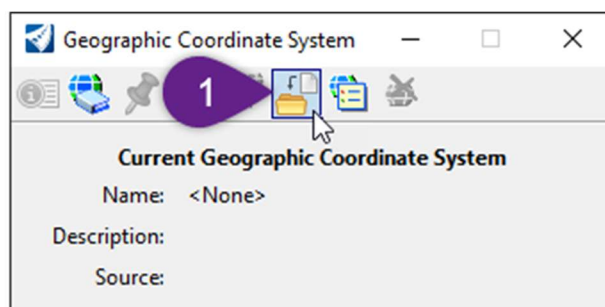 Geographic Coordinate System
1
Current Geographic Coordinate System
Name: <None>
Description:
Source: